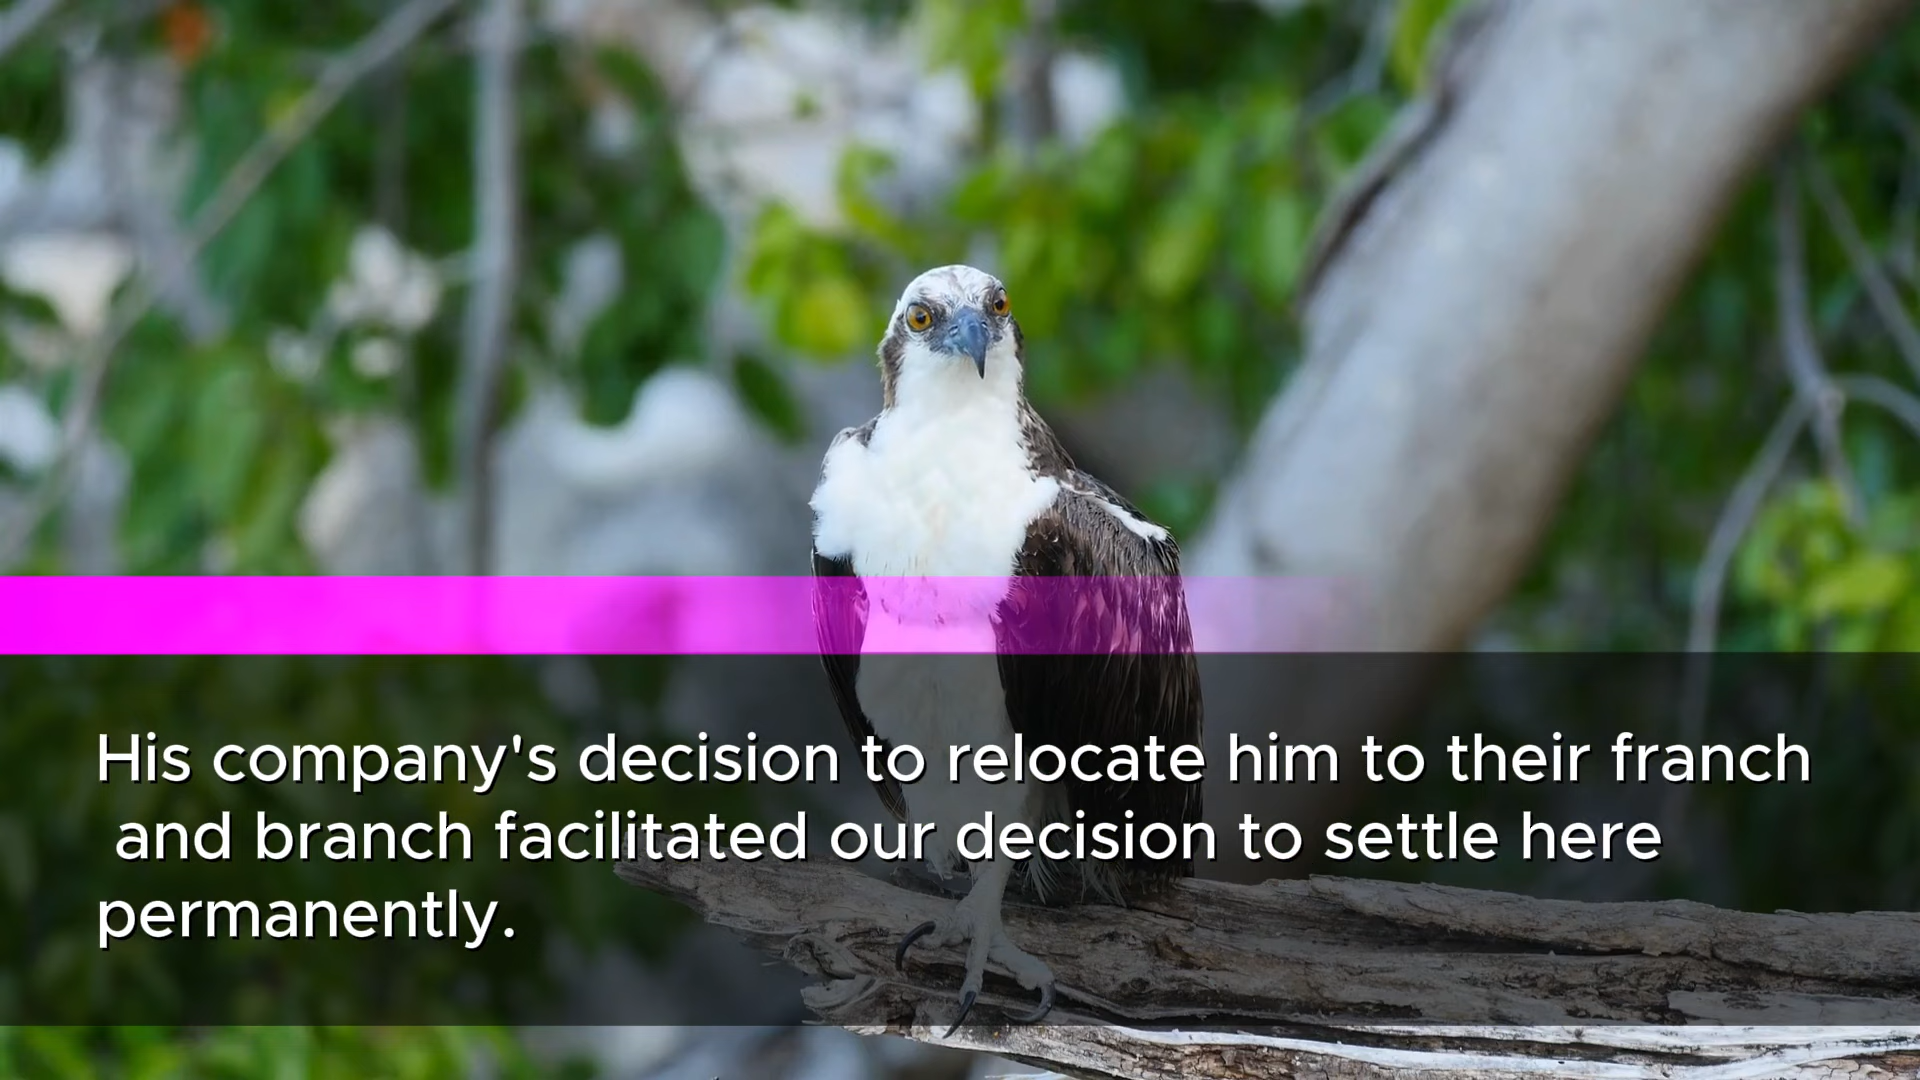 His company's decision to relocate him to their franch
and branch facilitated our decision to settle here
permanently.